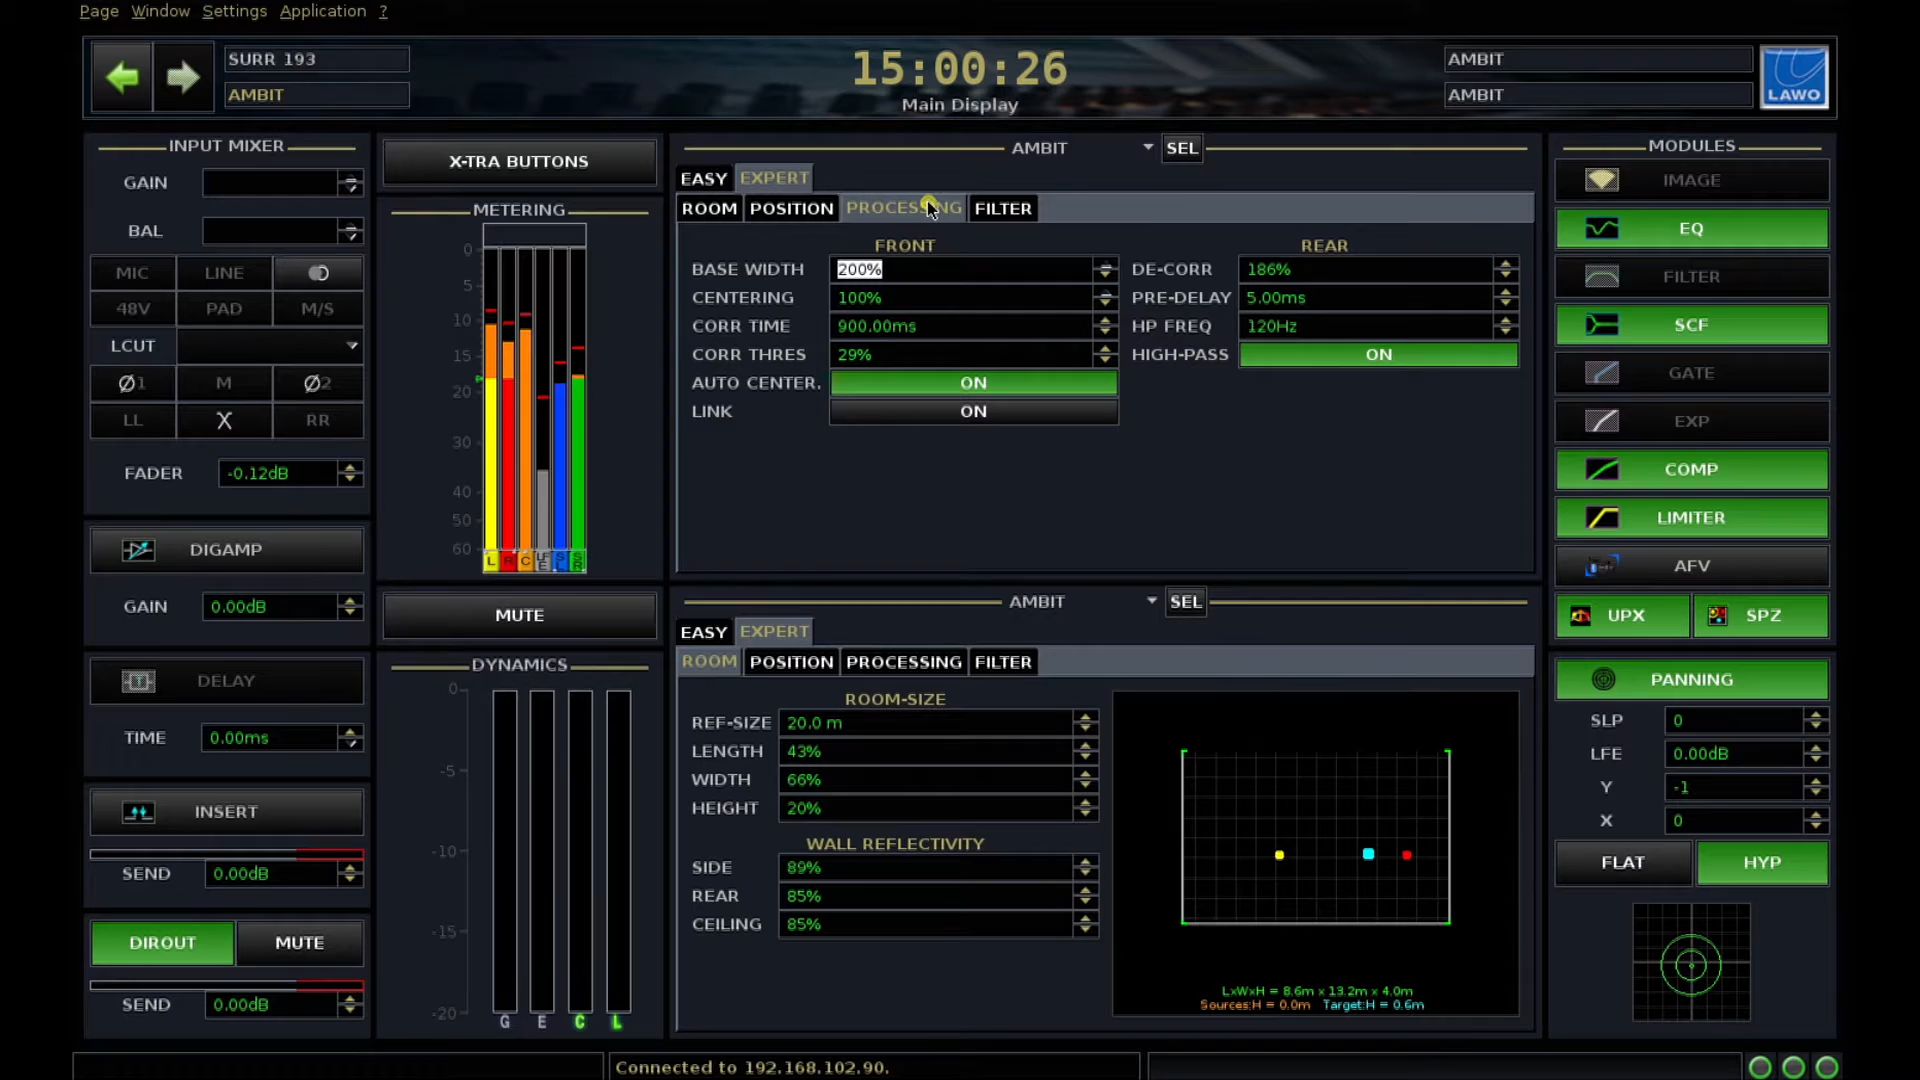 Page Window Settings Application ?
SURR 193
AMBIT
15:00:26
Main Display
AMBIT
AMBIT
LAWO
INPUT MIXER
GAIN
BAL
MIC LINE
48V PAD M/S
LCUT
Ø1 M Ø2
LL X RR
FADER -0.12dB
DIGAMP
GAIN 0.00dB
DELAY
TIME 0.00ms
INSERT
SEND 0.00dB
DIROUT MUTE
SEND 0.00dB
X-TRA BUTTONS
METERING
0
5
10
15
20
30
40
50
60
L R C LFE SL SR
MUTE
DYNAMICS
0
-5
-10
-15
-20
G E C L
AMBIT SEL
EASY EXPERT
ROOM POSITION PROCESSING FILTER
FRONT
BASE WIDTH 200%
CENTERING 100%
CORR TIME 900.00ms
CORR THRES 29%
AUTO CENTER. ON
LINK ON
REAR
DE-CORR 186%
PRE-DELAY 5.00ms
HP FREQ 120Hz
HIGH-PASS ON
AMBIT SEL
EASY EXPERT
ROOM POSITION PROCESSING FILTER
ROOM-SIZE
REF-SIZE 20.0 m
LENGTH 43%
WIDTH 66%
HEIGHT 20%
WALL REFLECTIVITY
SIDE 89%
REAR 85%
CEILING 85%
LxWxH = 8.6m x 13.2m x 4.0m
Sources:H = 0.0m Target:H = 0.6m
MODULES
IMAGE
EQ
FILTER
SCF
GATE
EXP
COMP
LIMITER
AFV
UPX SPZ
PANNING
SLP 0
LFE 0.00dB
Y -1
X 0
FLAT HYP
Connected to 192.168.102.90.